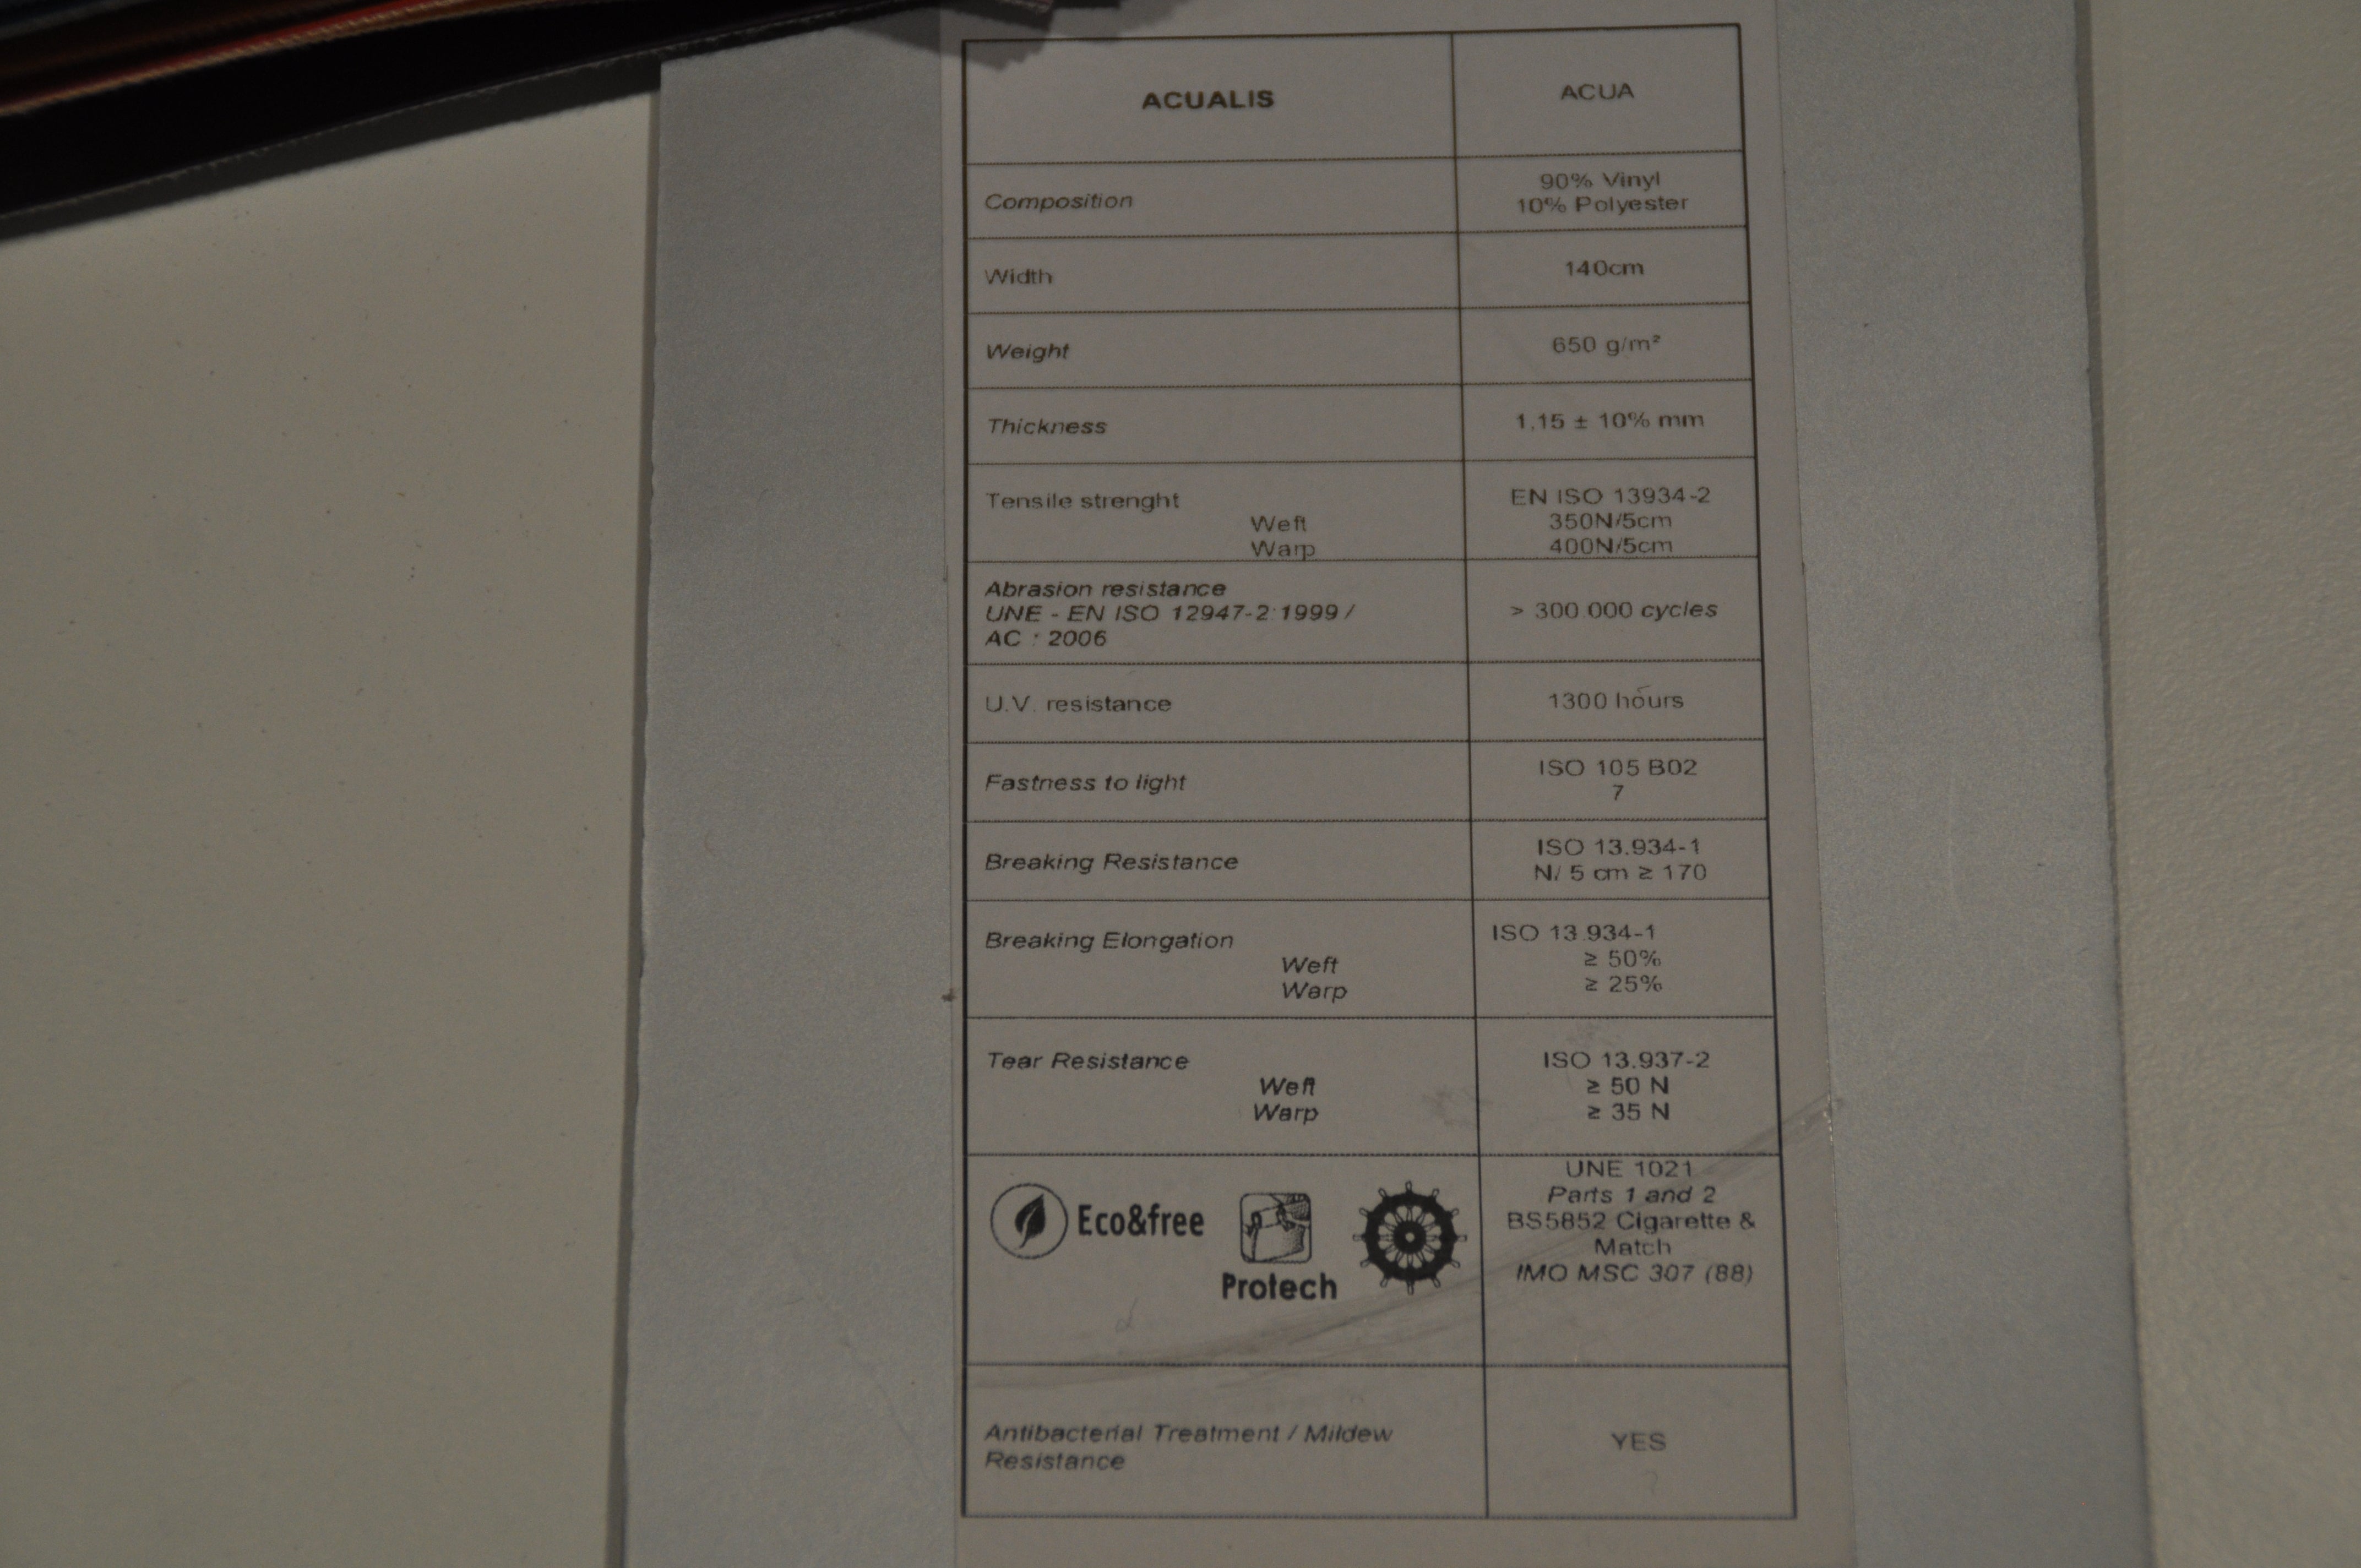 ACUALIS
ACUA
Composition
90% Vinyl
10% Polyester
Width
140cm
Weight
650 g/m²
Thickness
1,15 ± 10% mm
Tensile strenght
Weft
Warp
EN ISO 13934-2
350N/5cm
400N/5cm
Abrasion resistance
UNE - EN ISO 12947-2:1999 /
AC : 2006
> 300.000 cycles
U.V. resistance
1300 hours
Fastness to light
ISO 105 B02
7
Breaking Resistance
ISO 13.934-1
N/ 5 cm ≥ 170
Breaking Elongation
Weft
Warp
ISO 13.934-1
≥ 50%
≥ 25%
Tear Resistance
Weft
Warp
ISO 13.937-2
≥ 50 N
≥ 35 N
Eco&free
Protech
UNE 1021
Parts 1 and 2
BS5852 Cigarette &
Match
IMO MSC 307 (88)
Antibacterial Treatment / Mildew
Resistance
YES